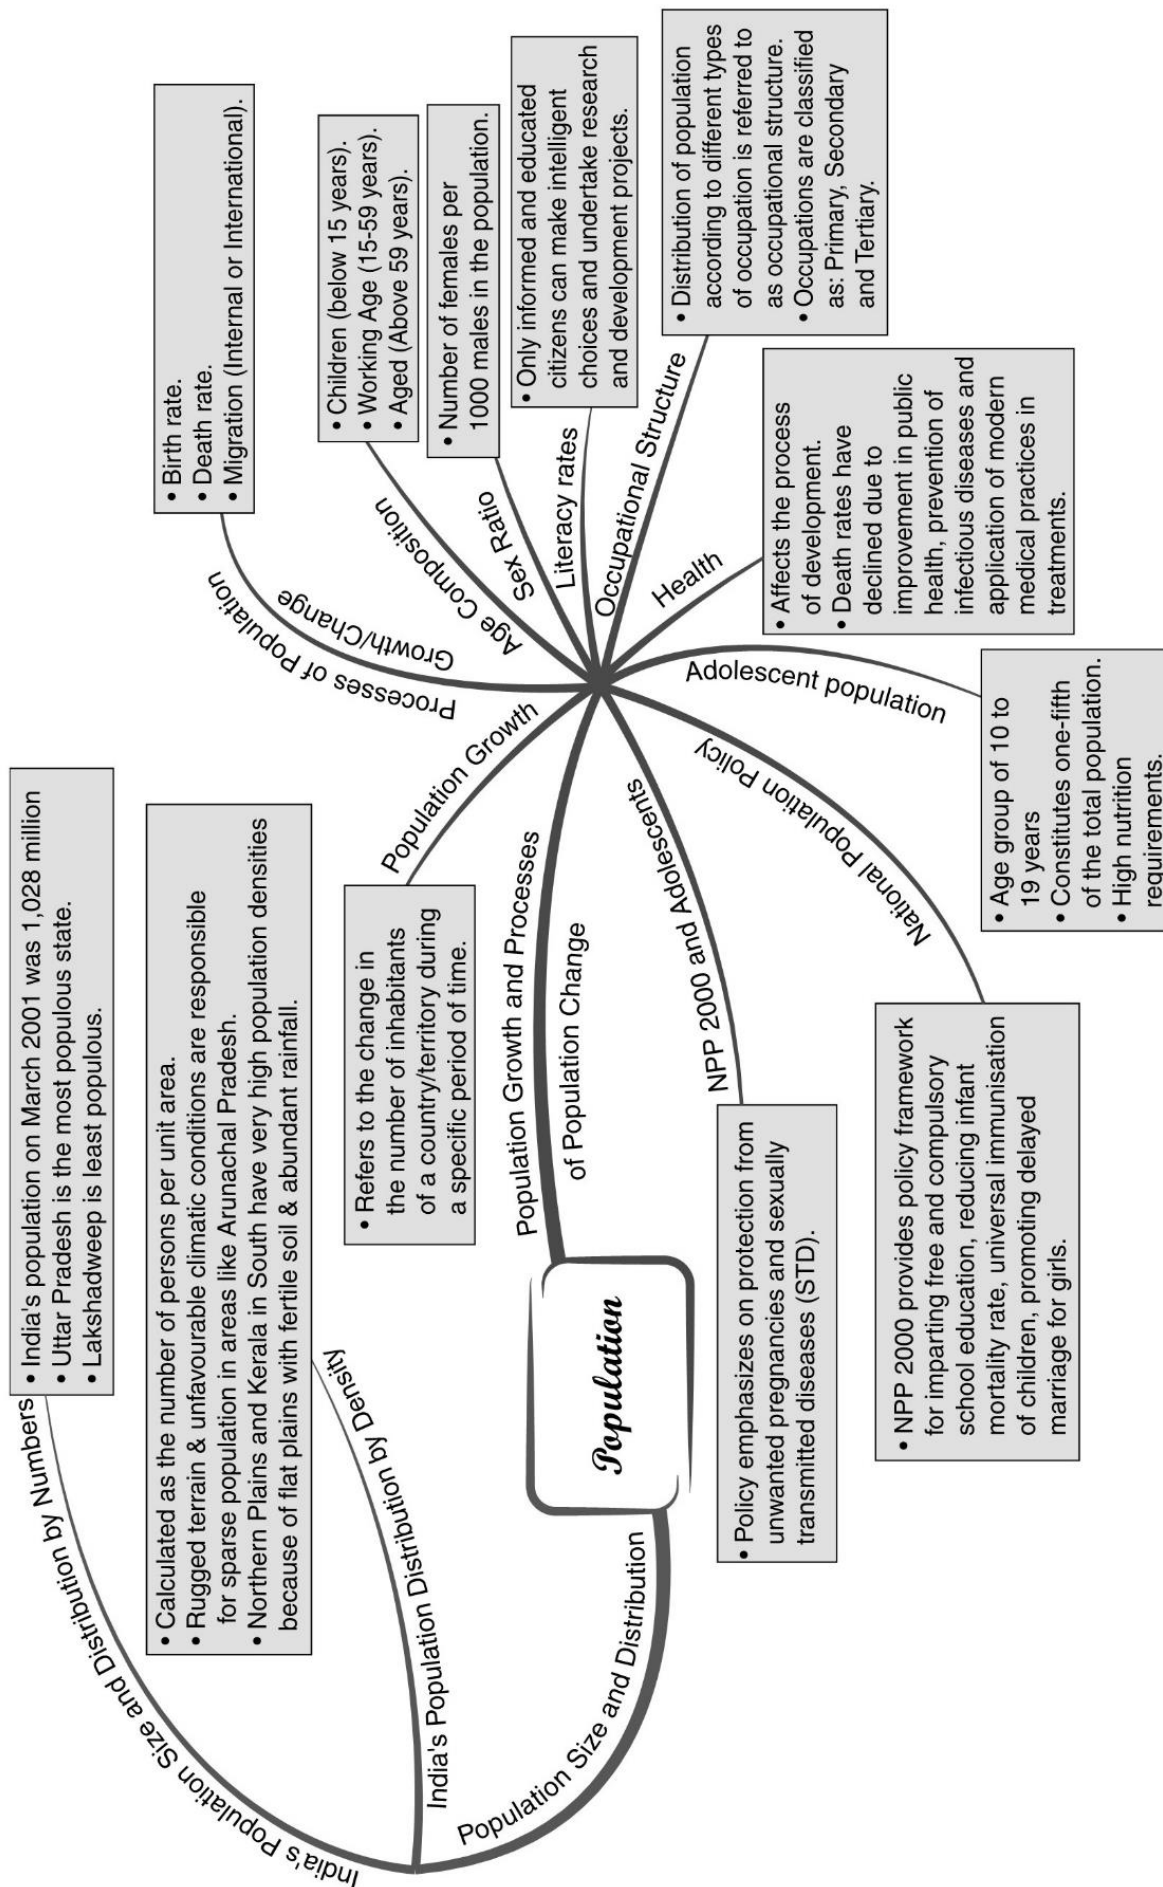 Population
Population Size and Distribution
India's Population Size and Distribution by Numbers
• India's population on March 2001 was 1,028 million
• Uttar Pradesh is the most populous state.
• Lakshadweep is least populous.
India's Population Distribution by Density
• Calculated as the number of persons per unit area.
• Rugged terrain & unfavourable climatic conditions are responsible
for sparse population in areas like Arunachal Pradesh.
• Northern Plains and Kerala in South have very high population densities
because of flat plains with fertile soil & abundant rainfall.
Population Growth and Processes
of Population Change
Population Growth
• Refers to the change in
the number of inhabitants
of a country/territory during
a specific period of time.
Processes of Population
Growth/Change
• Birth rate.
• Death rate.
• Migration (Internal or International).
Age Composition
• Children (below 15 years).
• Working Age (15-59 years).
• Aged (Above 59 years).
Sex Ratio
• Number of females per
1000 males in the population.
Literacy rates
• Only informed and educated
citizens can make intelligent
choices and undertake research
and development projects.
Occupational Structure
• Distribution of population
according to different types
of occupation is referred to
as occupational structure.
• Occupations are classified
as: Primary, Secondary
and Tertiary.
Health
• Affects the process
of development.
• Death rates have
declined due to
improvement in public
health, prevention of
infectious diseases and
application of modern
medical practices in
treatments.
Adolescent population
• Age group of 10 to
19 years
• Constitutes one-fifth
of the total population.
• High nutrition
requirements.
National Population Policy
• NPP 2000 provides policy framework
for imparting free and compulsory
school education, reducing infant
mortality rate, universal immunisation
of children, promoting delayed
marriage for girls.
NPP 2000 and Adolescents
• Policy emphasizes on protection from
unwanted pregnancies and sexually
transmitted diseases (STD).